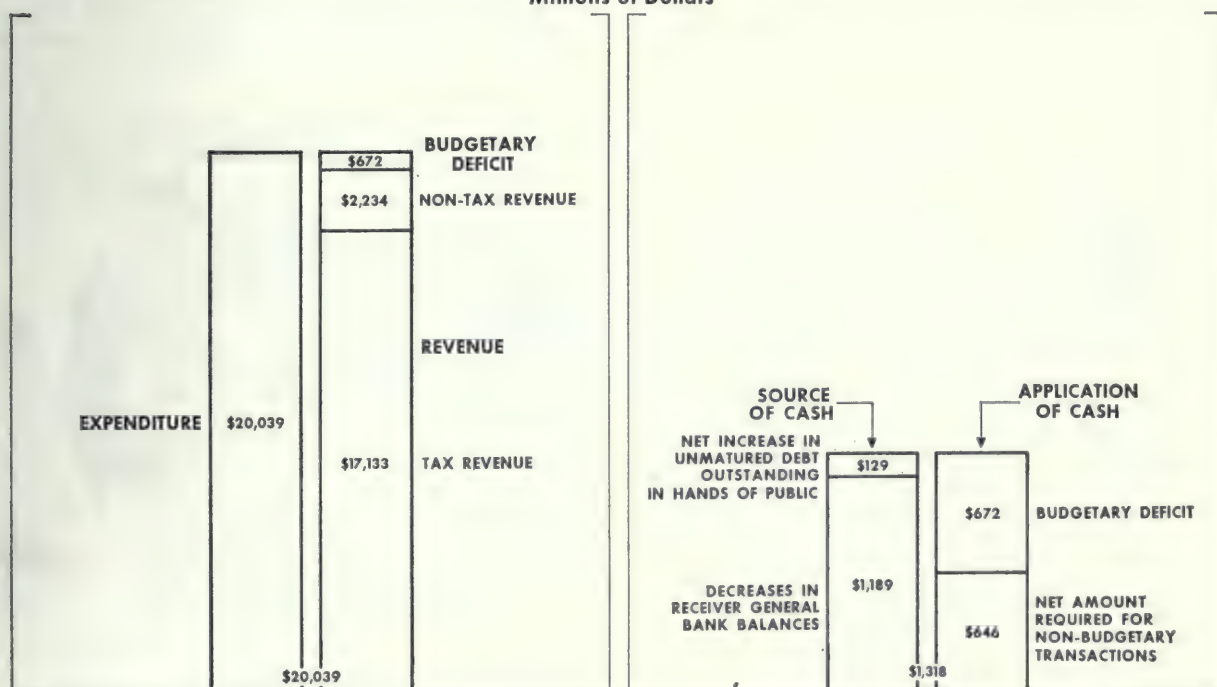 Millions of Dollars
BUDGETARY
DEFICIT
$672
$2,234 NON-TAX REVENUE
REVENUE
EXPENDITURE $20,039
$17,133 TAX REVENUE
$20,039
SOURCE
OF CASH
APPLICATION
OF CASH
NET INCREASE IN
UNMATURED DEBT
OUTSTANDING
IN HANDS OF PUBLIC
$129
$672 BUDGETARY DEFICIT
DECREASES IN
RECEIVER GENERAL
BANK BALANCES
$1,189
NET AMOUNT
REQUIRED FOR
NON-BUDGETARY
TRANSACTIONS
$646
$1,318